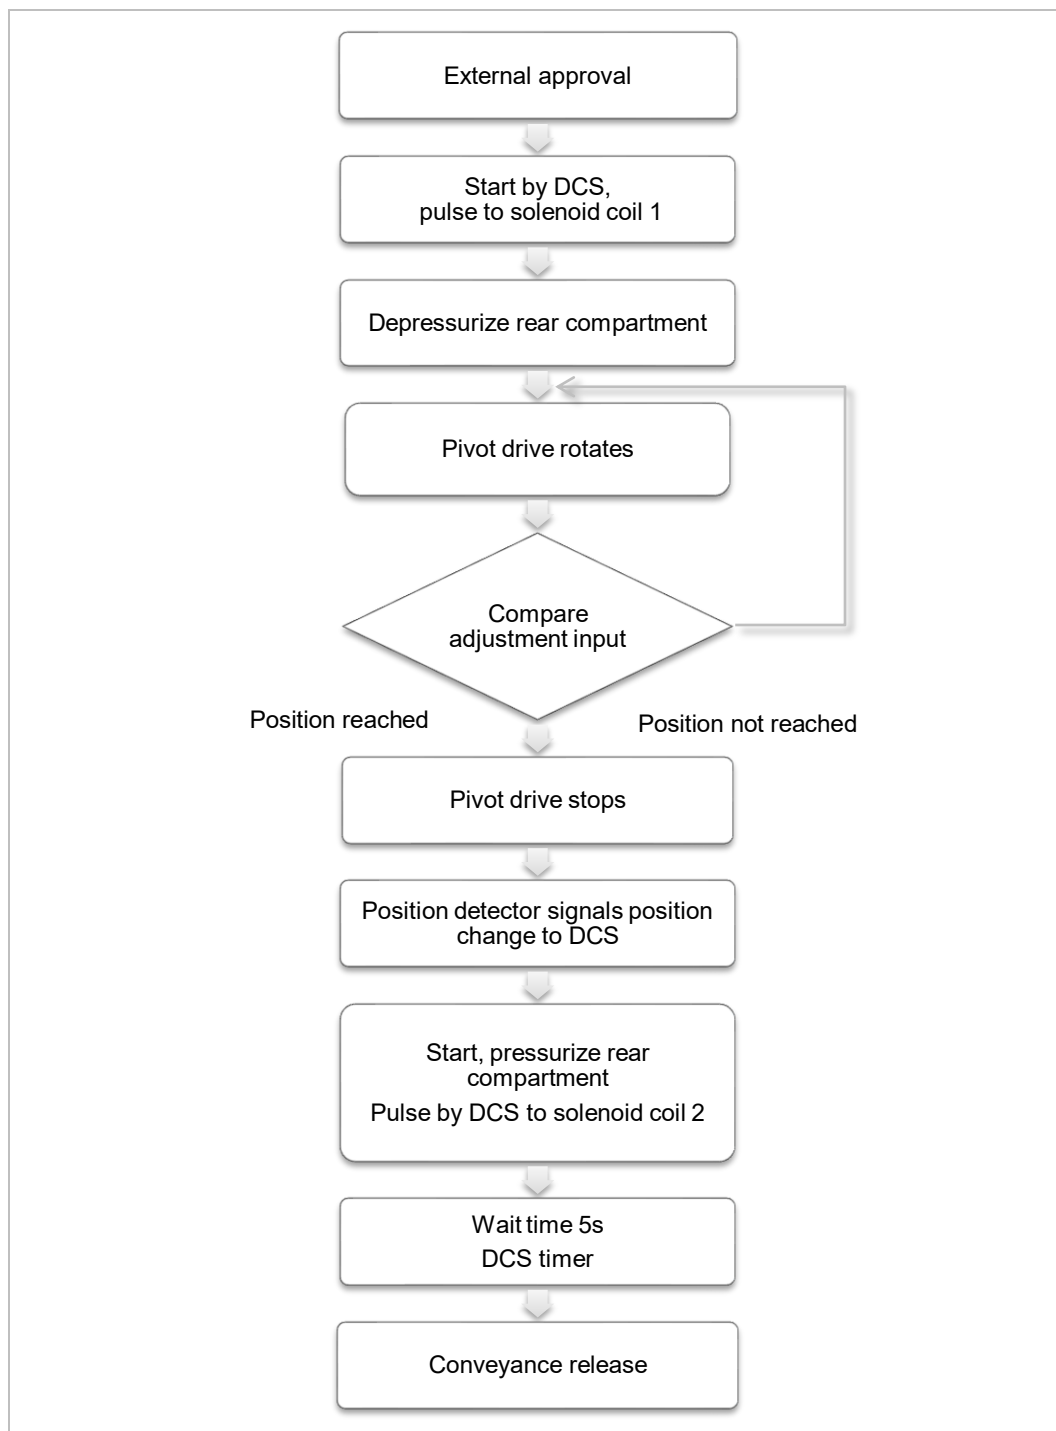 External approval
Start by DCS,
pulse to solenoid coil 1
Depressurize rear compartment
Pivot drive rotates
Compare
adjustment input
Position reached
Position not reached
Pivot drive stops
Position detector signals position
change to DCS
Start, pressurize rear
compartment
Pulse by DCS to solenoid coil 2
Wait time 5s
DCS timer
Conveyance release